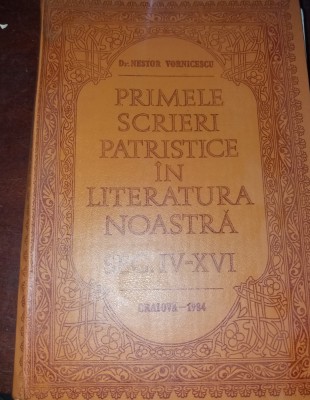 Dr. NESTOR VORNICESCU
PRIMELE
SCRIERI
PATRISTICE
ÎN
LITERATURA
NOASTRĂ
SEC. IV-XVI
CRAIOVA - 1984